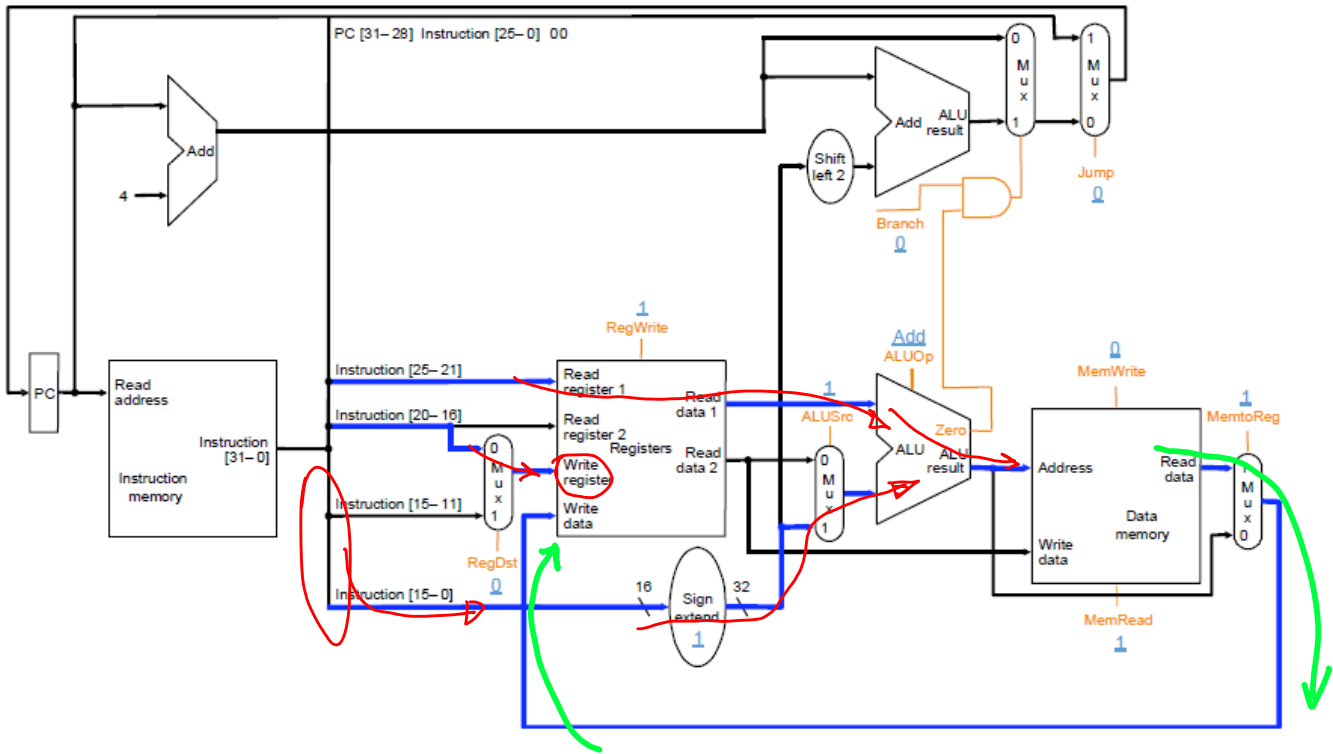 PC [31–28] Instruction [25–0] 00
0
M
u
x
1
1
M
u
x
0
Add
4
Add
ALU
result
Shift
left 2
Jump
0
Branch
0
1
RegWrite
Add
ALUOp
0
MemWrite
PC
Read
address
Instruction
[31–0]
Instruction
memory
Instruction [25–21]
Instruction [20–16]
Instruction [15–11]
Instruction [15–0]
0
M
u
x
1
RegDst
0
Read
register 1
Read
register 2
Write
register
Write
data
Registers
Read
data 1
Read
data 2
1
ALUSrc
0
M
u
x
1
Zero
ALU
ALU
result
Address
Read
data
Data
memory
Write
data
1
MemtoReg
1
M
u
x
0
16
Sign
extend
1
32
MemRead
1